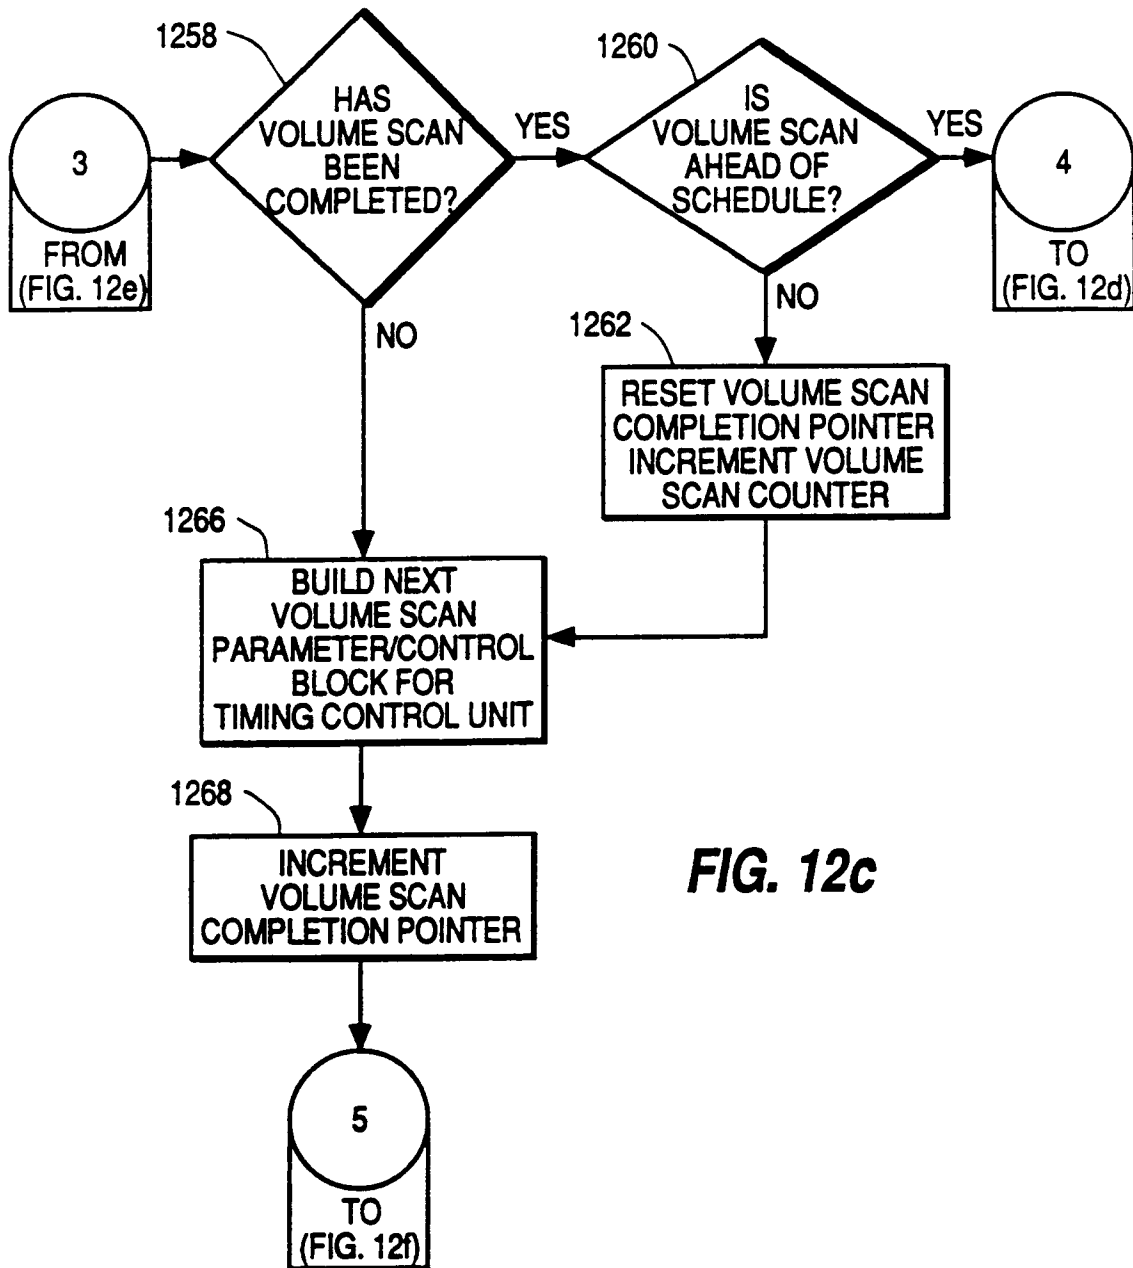 1258
HAS
VOLUME SCAN
BEEN
COMPLETED?
YES
1260
IS
VOLUME SCAN
AHEAD OF
SCHEDULE?
YES
3
FROM
(FIG. 12e)
4
TO
(FIG. 12d)
NO
NO
1262
RESET VOLUME SCAN
COMPLETION POINTER
INCREMENT VOLUME
SCAN COUNTER
1266
BUILD NEXT
VOLUME SCAN
PARAMETER/CONTROL
BLOCK FOR
TIMING CONTROL UNIT
1268
INCREMENT
VOLUME SCAN
COMPLETION POINTER
FIG. 12c
5
TO
(FIG. 12f)